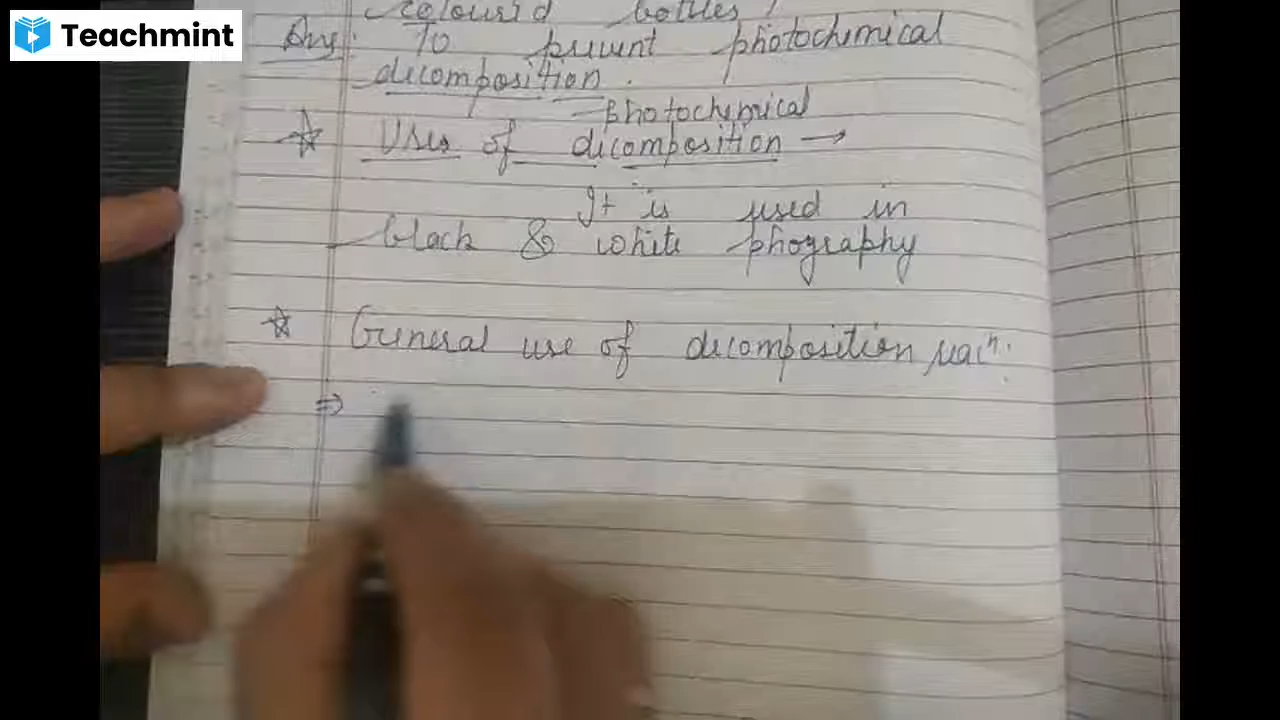 Teachmint
coloured bottles?
Ans: To prevent photochemical
decomposition.
photochemical
Uses of decomposition →
It is used in
black & white phography
General use of decomposition reacn.
⇒